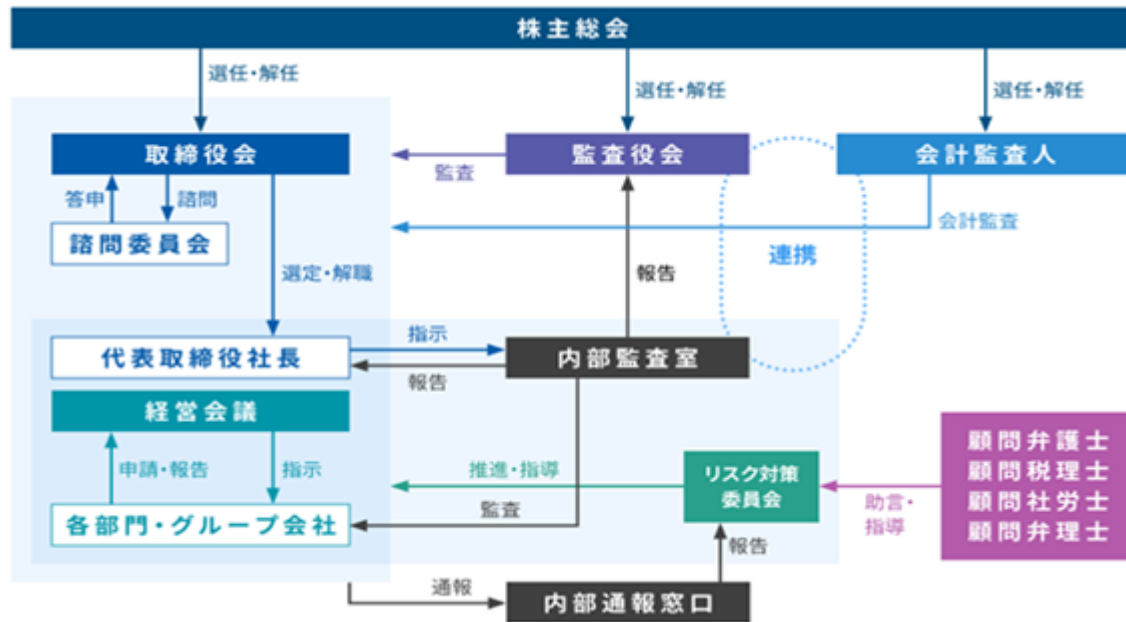 株主総会
選任・解任
選任・解任
選任・解任
取締役会
監査役会
会計監査人
監査
答申
諮問
諮問委員会
会計監査
連携
選定・解職
報告
指示
代表取締役社長
内部監査室
報告
経営会議
申請・報告
指示
推進・指導
リスク対策
委員会
顧問弁護士
顧問税理士
顧問社労士
顧問弁理士
助言・
指導
監査
各部門・グループ会社
報告
通報
内部通報窓口